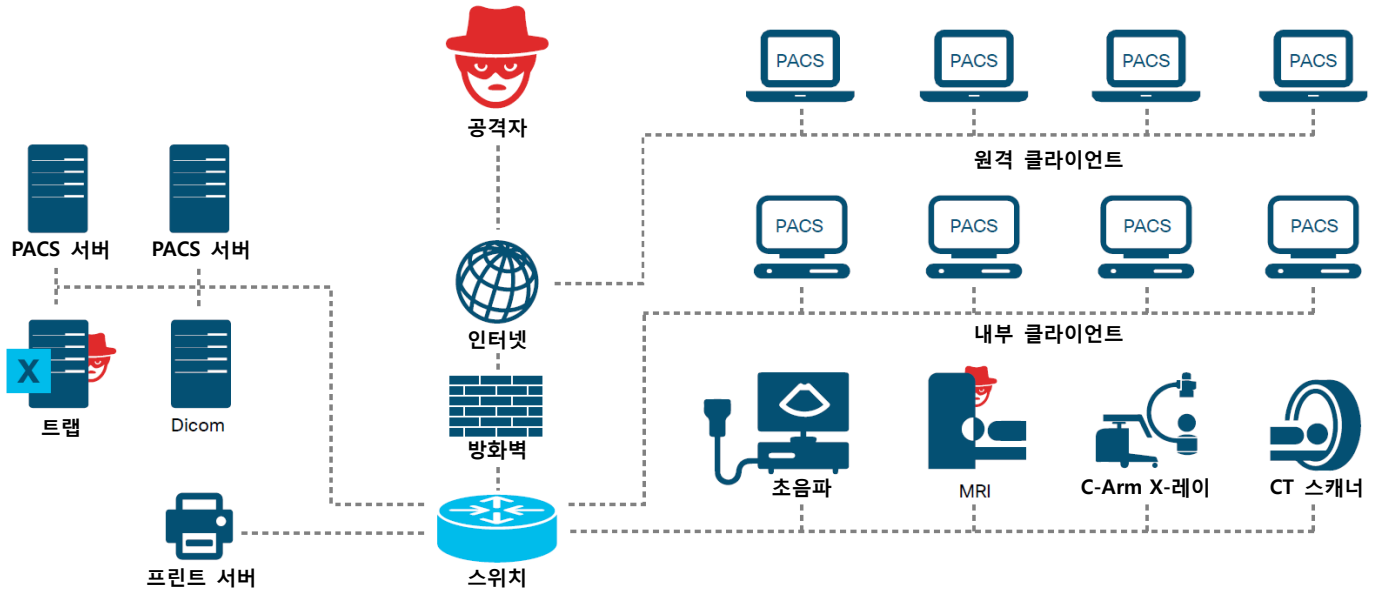 PACS PACS PACS PACS
공격자
원격 클라이언트
PACS PACS PACS PACS
PACS 서버 PACS 서버
인터넷
내부 클라이언트
X
트랩
Dicom
방화벽
초음파
MRI
C-Arm X-레이
CT 스캐너
프린트 서버
스위치